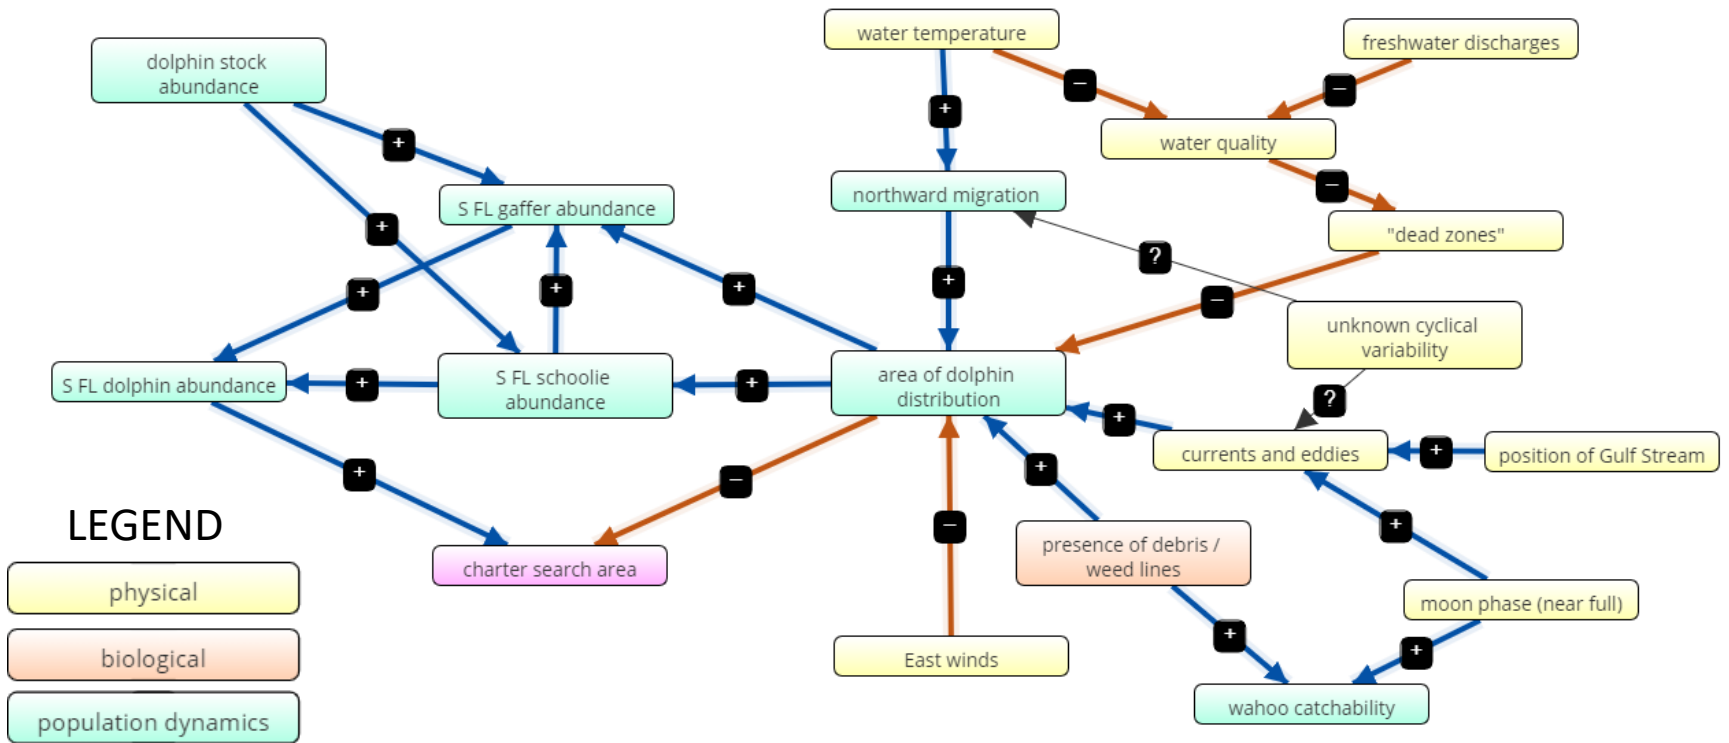 water temperature
freshwater discharges
dolphin stock
abundance
−
−
+
+
water quality
−
northward migration
S FL gaffer abundance
"dead zones"
+
?
+
+
+
+
−
unknown cyclical
variability
area of dolphin
distribution
S FL schoolie
abundance
S FL dolphin abundance
+
+
?
+
currents and eddies
+
position of Gulf Stream
+
+
−
−
+
LEGEND
presence of debris /
weed lines
charter search area
physical
moon phase (near full)
+
+
biological
East winds
wahoo catchability
population dynamics